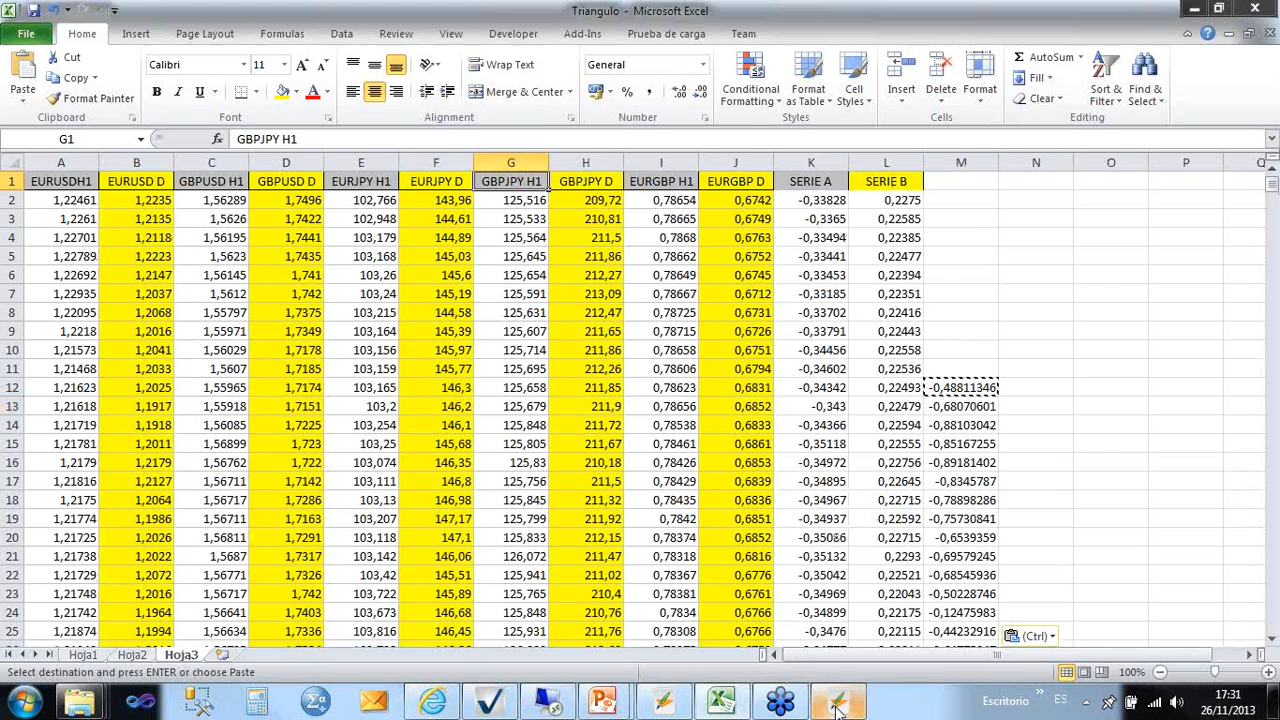 Triangulo - Microsoft Excel
File Home Insert Page Layout Formulas Data Review View Developer Add-Ins Prueba de carga Team
Cut Calibri 11 Wrap Text General AutoSum
Copy Fill
Paste Format Painter Merge & Center Conditional Formatting Format as Table Cell Styles Insert Delete Format Clear Sort & Filter Find & Select
Clipboard Font Alignment Number Styles Cells Editing
G1 fx GBPJPY H1
A B C D E F G H I J K L M N O P Q
1 EURUSDH1 EURUSD D GBPUSD H1 GBPUSD D EURJPY H1 EURJPY D GBPJPY H1 GBPJPY D EURGBP H1 EURGBP D SERIE A SERIE B
2 1,22461 1,2235 1,56289 1,7496 102,766 143,96 125,516 209,72 0,78654 0,6742 -0,33828 0,2275
3 1,2261 1,2135 1,5626 1,7422 102,948 144,61 125,533 210,81 0,78665 0,6749 -0,3365 0,22585
4 1,22701 1,2118 1,56195 1,7441 103,179 144,89 125,564 211,5 0,7868 0,6763 -0,33494 0,22385
5 1,22789 1,2223 1,5623 1,7435 103,168 145,03 125,645 211,86 0,78662 0,6752 -0,33441 0,22477
6 1,22692 1,2147 1,56145 1,741 103,26 145,6 125,654 212,27 0,78649 0,6745 -0,33453 0,22394
7 1,22935 1,2037 1,5612 1,742 103,24 145,19 125,591 213,09 0,78667 0,6712 -0,33185 0,22351
8 1,22095 1,2068 1,55797 1,7375 103,215 144,58 125,631 212,47 0,78725 0,6731 -0,33702 0,22416
9 1,2218 1,2016 1,55971 1,7349 103,164 145,39 125,607 211,65 0,78715 0,6726 -0,33791 0,22443
10 1,21573 1,2041 1,56029 1,7178 103,156 145,97 125,714 211,86 0,78663 0,6751 -0,34456 0,22558
11 1,21468 1,2033 1,5607 1,7185 103,159 145,77 125,695 212,26 0,78606 0,6794 -0,34602 0,22536
12 1,21623 1,2025 1,55965 1,7174 103,165 146,3 125,658 211,85 0,78623 0,6831 -0,34342 0,22493 -0,48811346
13 1,21618 1,1917 1,55918 1,7151 103,2 146,2 125,679 211,9 0,78656 0,6852 -0,343 0,22479 -0,68070601
14 1,21719 1,1918 1,56085 1,7225 103,254 146,1 125,848 211,72 0,78538 0,6833 -0,34366 0,22594 -0,88103042
15 1,21781 1,2011 1,56899 1,723 103,25 145,68 125,805 211,67 0,78461 0,6861 -0,35118 0,22555 -0,85167255
16 1,2179 1,2179 1,56762 1,722 103,074 146,35 125,83 210,18 0,78426 0,6853 -0,34972 0,22756 -0,89181402
17 1,21816 1,2127 1,56711 1,7142 103,111 146,8 125,756 211,5 0,78429 0,6839 -0,34895 0,22645 -0,8345787
18 1,2175 1,2064 1,56717 1,7286 103,13 146,98 125,845 211,32 0,78435 0,6836 -0,34967 0,22715 -0,78898286
19 1,21774 1,1986 1,56711 1,7163 103,207 147,17 125,799 211,92 0,7842 0,6851 -0,34937 0,22592 -0,75730841
20 1,21725 1,2026 1,56811 1,7291 103,118 147,1 125,833 212,15 0,78374 0,6852 -0,35086 0,22715 -0,6539359
21 1,21738 1,2022 1,5687 1,7317 103,142 146,06 126,072 211,47 0,78318 0,6816 -0,35132 0,2293 -0,69579245
22 1,21729 1,2072 1,56771 1,7326 103,42 145,51 125,941 211,02 0,78367 0,6776 -0,35042 0,22521 -0,68545936
23 1,21748 1,2016 1,56717 1,742 103,722 145,89 125,765 210,4 0,78381 0,6761 -0,34969 0,22043 -0,50228746
24 1,21742 1,1964 1,56641 1,7403 103,673 146,68 125,848 210,76 0,7834 0,6766 -0,34899 0,22175 -0,12475983
25 1,21874 1,1994 1,56634 1,7336 103,816 146,45 125,931 211,76 0,78308 0,6766 -0,3476 0,22115 -0,44232916
(Ctrl)
Hoja1 Hoja2 Hoja3
Select destination and press ENTER or choose Paste 100%
Escritorio ES 17:31
26/11/2013